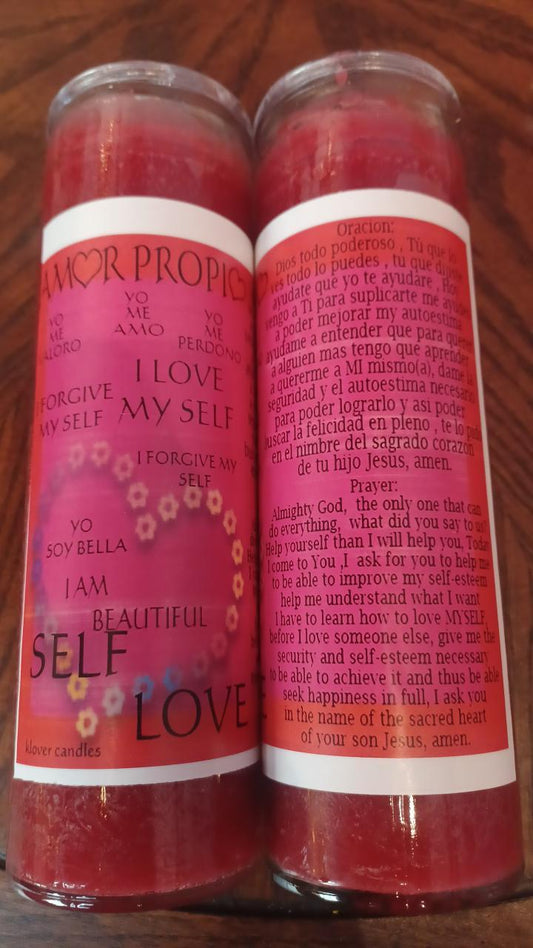 AMOR PROPIO
YO
ME
AMO
YO
ME
ALORO
YO
ME
PERDONO
I LOVE
MY SELF
FORGIVE
MY SELF
I FORGIVE MY
SELF
YO
SOY BELLA
I AM
BEAUTIFUL
SELF
LOVE
klover candles
Oracion:
Dios todo poderoso , Tù que lo
ves todo lo puedes , tu que dijiste
ayudate que yo te ayudare , Hoy
vengo a Ti para suplicarte me ayudes
a poder mejorar my autoestima
ayudame a entender que para querer
a alguien mas tengo que aprender
a quererme a MI mismo(a), dame la
seguridad y el autoestima necesario
para poder lograrlo y asi poder
buscar la felicidad en pleno , te lo pido
en el nimbre del sagrado corazon
de tu hijo Jesus, amen.
Prayer:
Almighty God, the only one that can
do everything, what did you say to us?
Help yourself than I will help you, Today
I come to You ,I ask for you to help me
to be able to improve my self-esteem
help me understand what I want
I have to learn how to love MYSELF
before I love someone else, give me the
security and self-esteem necessary
to be able to achieve it and thus be able
seek happiness in full, I ask you
in the name of the sacred heart
of your son Jesus, amen.